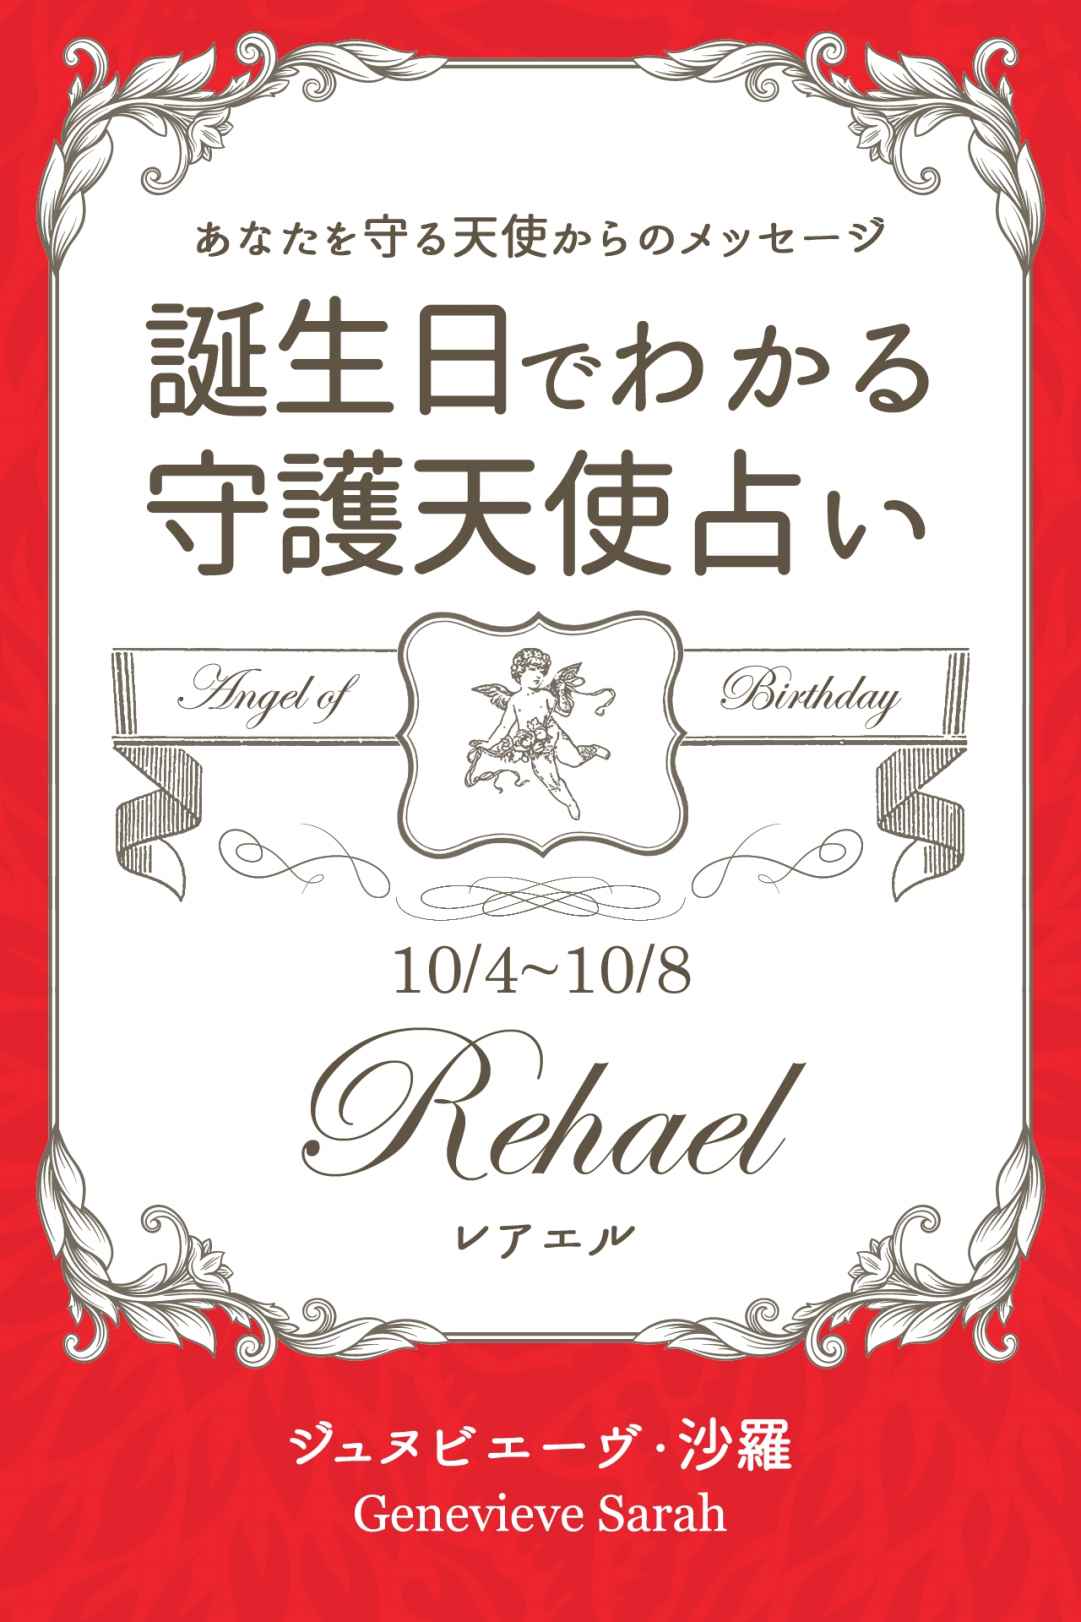 あなたを守る天使からのメッセージ
誕生日でわかる
守護天使占い
Angel of Birthday
10/4~10/8
Rehael
レアエル
ジュヌビエーヴ・沙羅
Genevieve Sarah